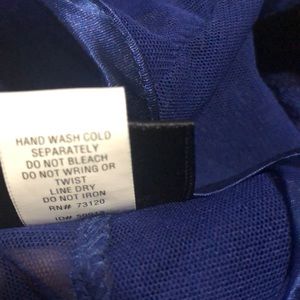 HAND WASH COLD
SEPARATELY
DO NOT BLEACH
DO NOT WRING OR
TWIST
LINE DRY
DO NOT IRON
RN# 73120
ID#